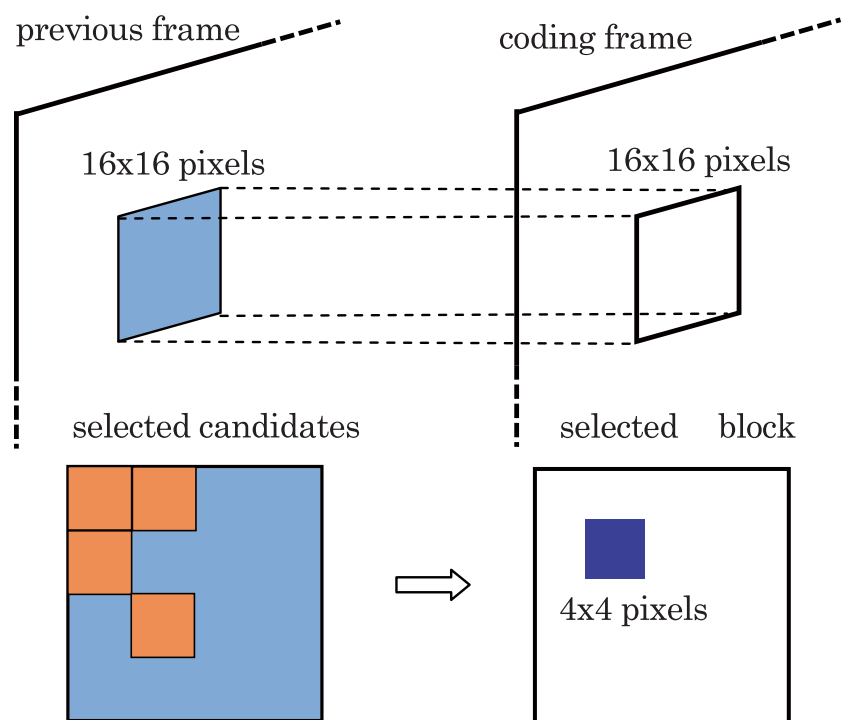 previous frame
coding frame
16x16 pixels
16x16 pixels
selected candidates
selected block
4x4 pixels